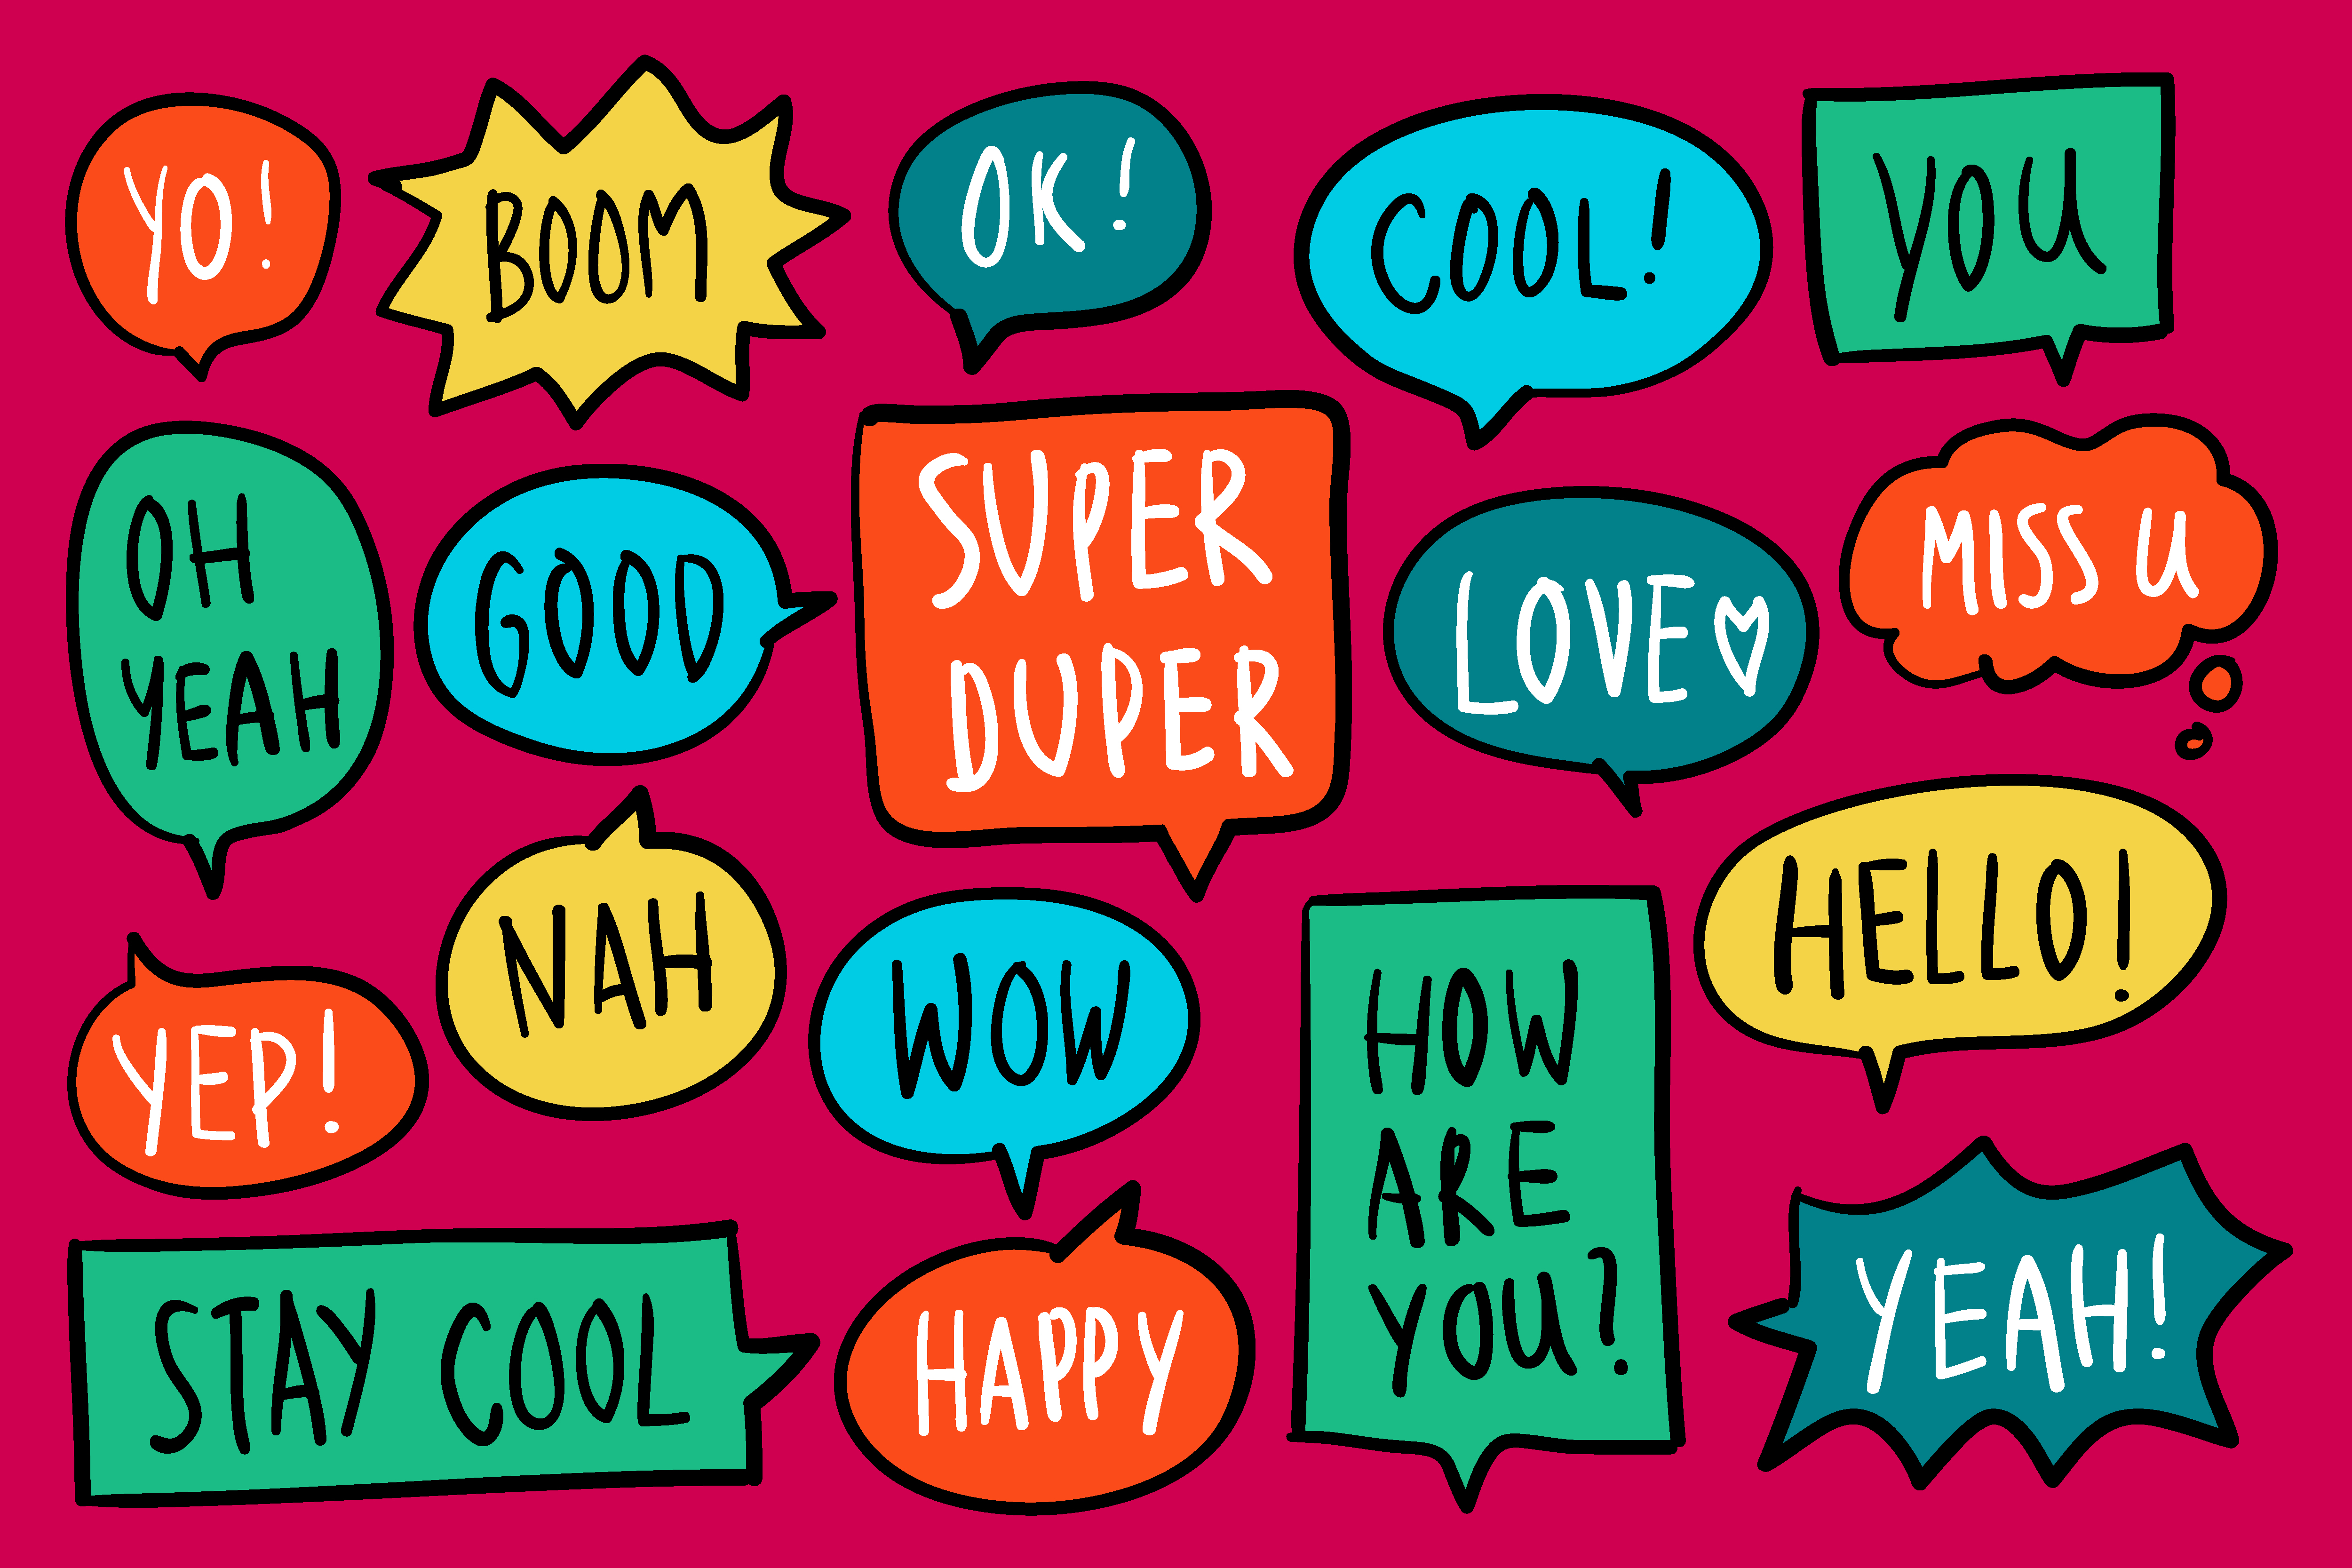 YO!
BOOM
OK!
COOL!
YOU
OH
YEAH
GOOD
SUPER
DUPER
LOVE♡
MISS U
YEP!
NAH
WOW
HOW
ARE
YOU?
HELLO!
STAY COOL
HAPPY
YEAH!